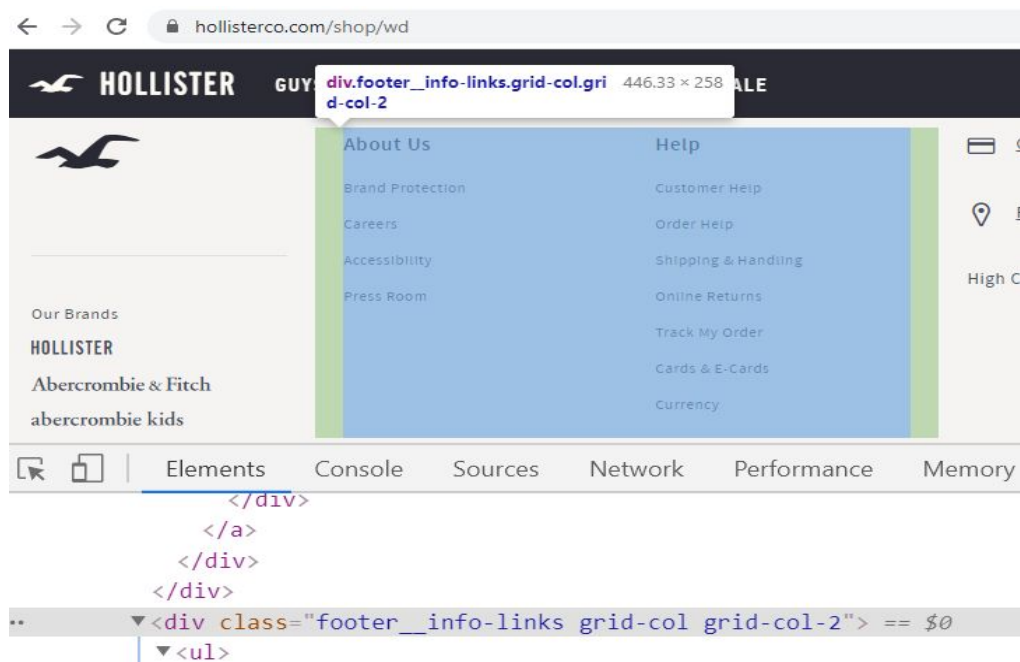 hollisterco.com/shop/wd
HOLLISTER GUY ALE
div.footer__info-links.grid-col.gri 446.33 × 258
d-col-2
About Us Help
Brand Protection Customer Help
Careers Order Help
Accessibility Shipping & Handling
Press Room Online Returns
Track My Order
Cards & E-Cards
Currency
High C
Our Brands
HOLLISTER
Abercrombie & Fitch
abercrombie kids
Elements Console Sources Network Performance Memory
</div>
</a>
</div>
</div>
▼<div class="footer__info-links grid-col grid-col-2"> == $0
▼<ul>